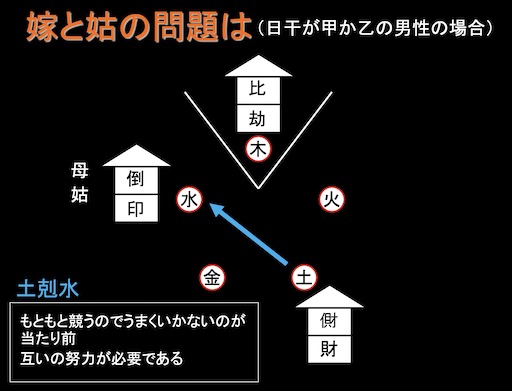 嫁と姑の問題は（日干が甲か乙の男性の場合）
比
劫
木
母
姑
倒
印
水
火
金
土
土剋水
もともと競うのでうまくいかないのが
当たり前
互いの努力が必要である
財